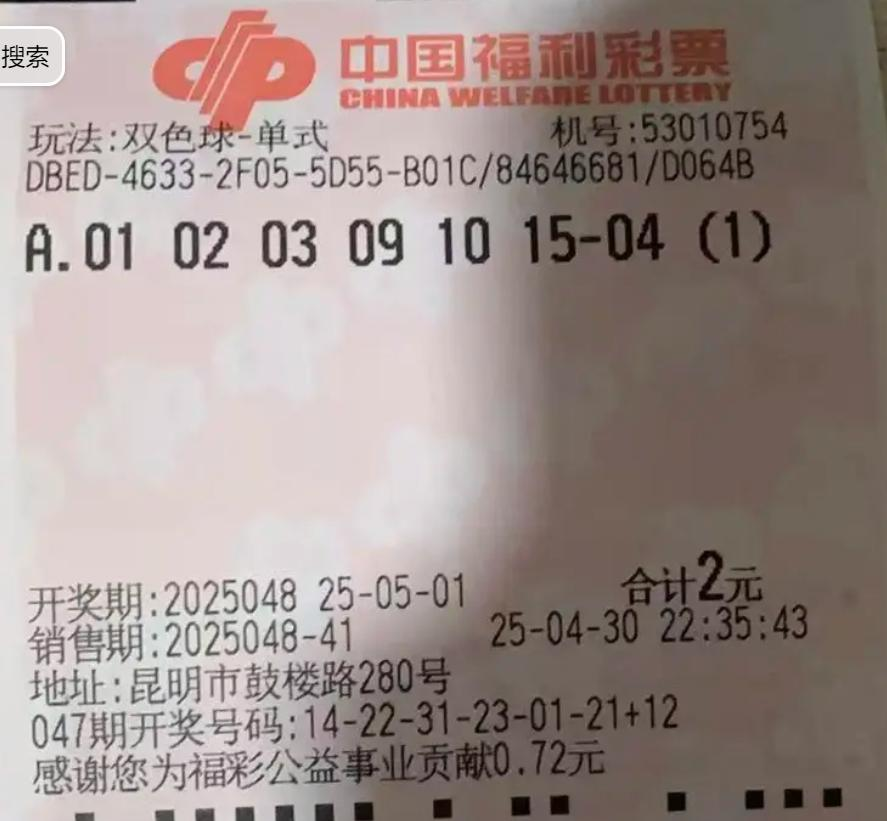 搜索
中国福利彩票
CHINA WELFARE LOTTERY
玩法:双色球-单式 机号:53010754
DBED-4633-2F05-5D55-B01C/84646681/D064B
A.01 02 03 09 10 15-04 (1)
开奖期:2025048 25-05-01 合计2元
销售期:2025048-41 25-04-30 22:35:43
地址:昆明市鼓楼路280号
047期开奖号码:14-22-31-23-01-21+12
感谢您为福彩公益事业贡献0.72元